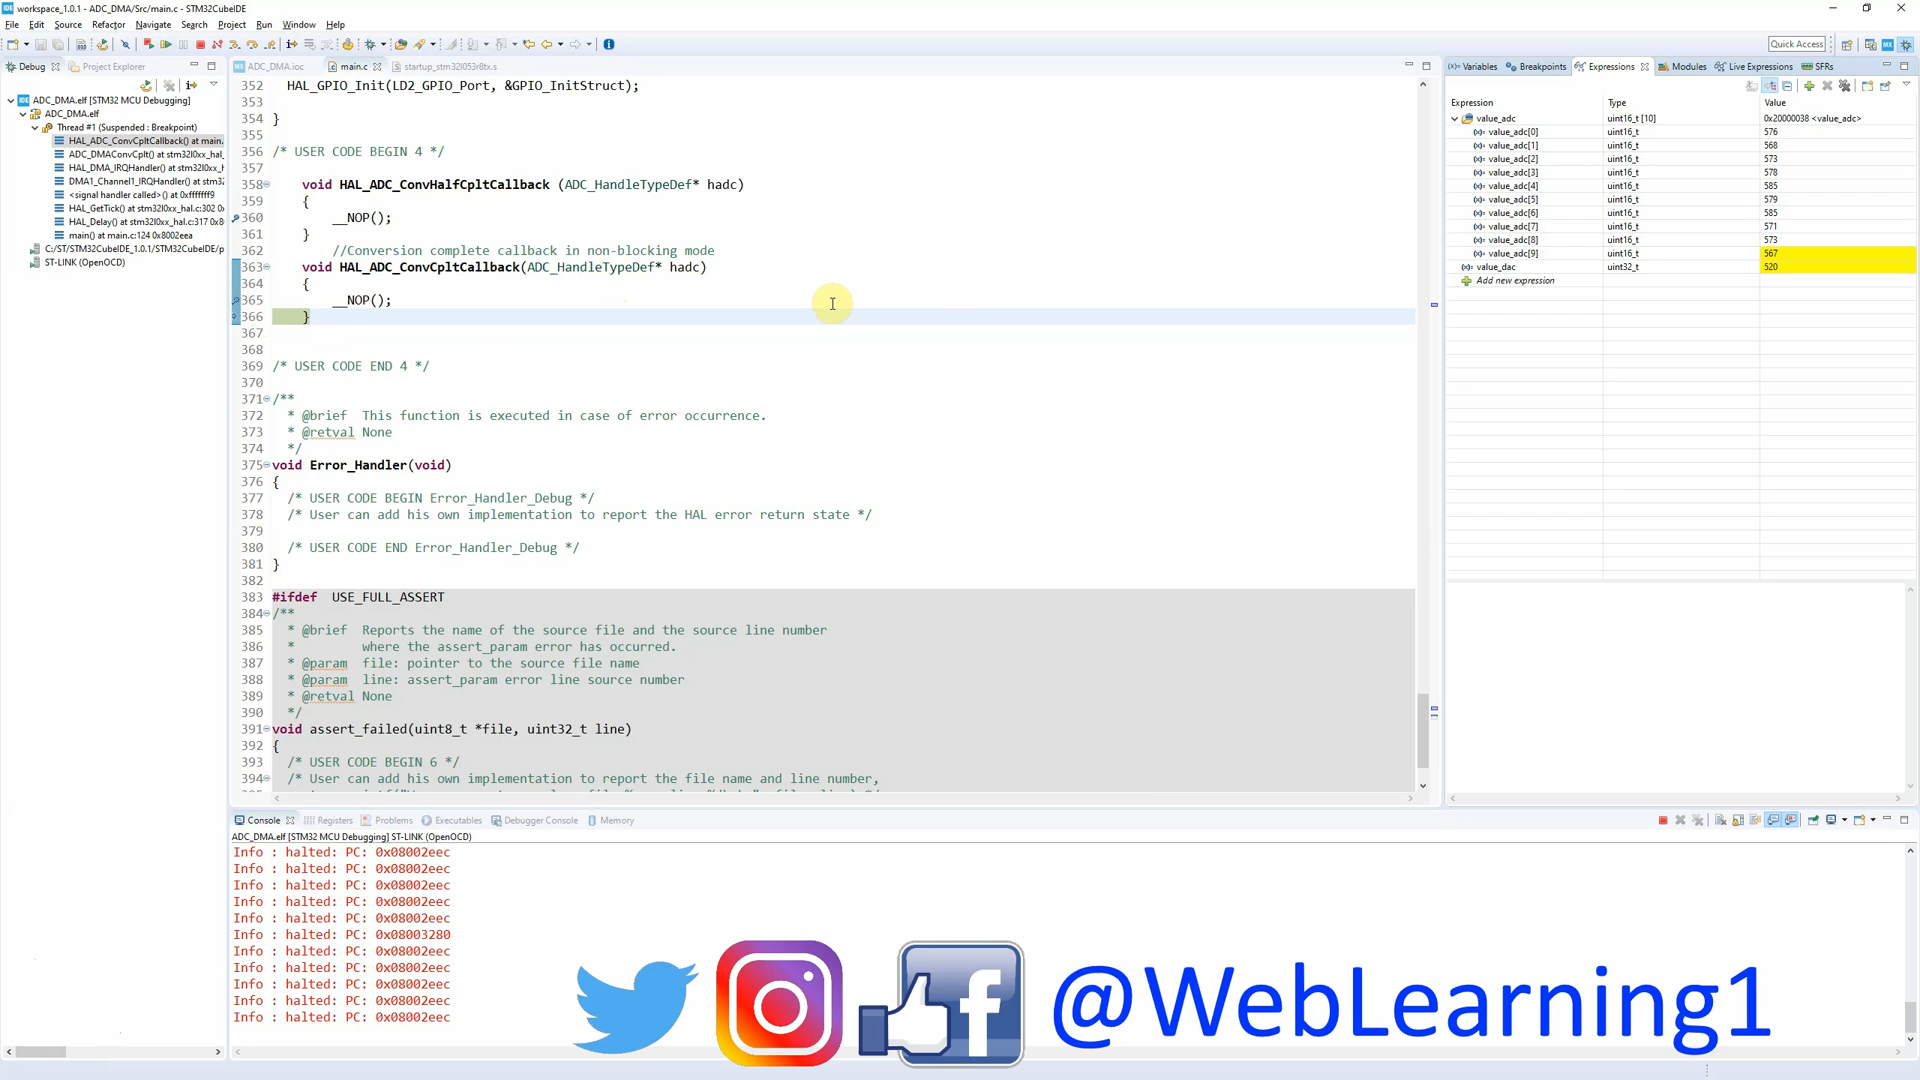 workspace_1.0.1 - ADC_DMA/Src/main.c - STM32CubeIDE
File Edit Source Refactor Navigate Search Project Run Window Help
Quick Access
Debug
Project Explorer
ADC_DMA.elf [STM32 MCU Debugging]
ADC_DMA.elf
Thread #1 (Suspended : Breakpoint)
HAL_ADC_ConvCpltCallback() at main.
ADC_DMAConvCplt() at stm32l0xx_hal_
HAL_DMA_IRQHandler() at stm32l0xx_h
DMA1_Channel1_IRQHandler() at stm32
<signal handler called>() at 0xfffffff9
HAL_GetTick() at stm32l0xx_hal.c:302 0x
HAL_Delay() at stm32l0xx_hal.c:317 0x8
main() at main.c:124 0x8002eea
C:/ST/STM32CubeIDE_1.0.1/STM32CubeIDE/p
ST-LINK (OpenOCD)
ADC_DMA.ioc
main.c
startup_stm32l053r8tx.s
352 HAL_GPIO_Init(LD2_GPIO_Port, &GPIO_InitStruct);
353
354 }
355
356 /* USER CODE BEGIN 4 */
357
358 void HAL_ADC_ConvHalfCpltCallback (ADC_HandleTypeDef* hadc)
359 {
360 __NOP();
361 }
362 //Conversion complete callback in non-blocking mode
363 void HAL_ADC_ConvCpltCallback(ADC_HandleTypeDef* hadc)
364 {
365 __NOP();
366 }
367
368
369 /* USER CODE END 4 */
370
371 /**
372 * @brief This function is executed in case of error occurrence.
373 * @retval None
374 */
375 void Error_Handler(void)
376 {
377 /* USER CODE BEGIN Error_Handler_Debug */
378 /* User can add his own implementation to report the HAL error return state */
379
380 /* USER CODE END Error_Handler_Debug */
381 }
382
383 #ifdef USE_FULL_ASSERT
384 /**
385 * @brief Reports the name of the source file and the source line number
386 * where the assert_param error has occurred.
387 * @param file: pointer to the source file name
388 * @param line: assert_param error line source number
389 * @retval None
390 */
391 void assert_failed(uint8_t *file, uint32_t line)
392 {
393 /* USER CODE BEGIN 6 */
394 /* User can add his own implementation to report the file name and line number,
Variables
Breakpoints
Expressions
Modules
Live Expressions
SFRs
Expression Type Value
value_adc uint16_t [10] 0x20000038 <value_adc>
value_adc[0] uint16_t 576
value_adc[1] uint16_t 568
value_adc[2] uint16_t 573
value_adc[3] uint16_t 578
value_adc[4] uint16_t 585
value_adc[5] uint16_t 579
value_adc[6] uint16_t 585
value_adc[7] uint16_t 571
value_adc[8] uint16_t 573
value_adc[9] uint16_t 567
value_dac uint32_t 520
Add new expression
Console
Registers
Problems
Executables
Debugger Console
Memory
ADC_DMA.elf [STM32 MCU Debugging] ST-LINK (OpenOCD)
Info : halted: PC: 0x08002eec
Info : halted: PC: 0x08002eec
Info : halted: PC: 0x08002eec
Info : halted: PC: 0x08002eec
Info : halted: PC: 0x08002eec
Info : halted: PC: 0x08003280
Info : halted: PC: 0x08002eec
Info : halted: PC: 0x08002eec
Info : halted: PC: 0x08002eec
Info : halted: PC: 0x08002eec
Info : halted: PC: 0x08002eec
@WebLearning1